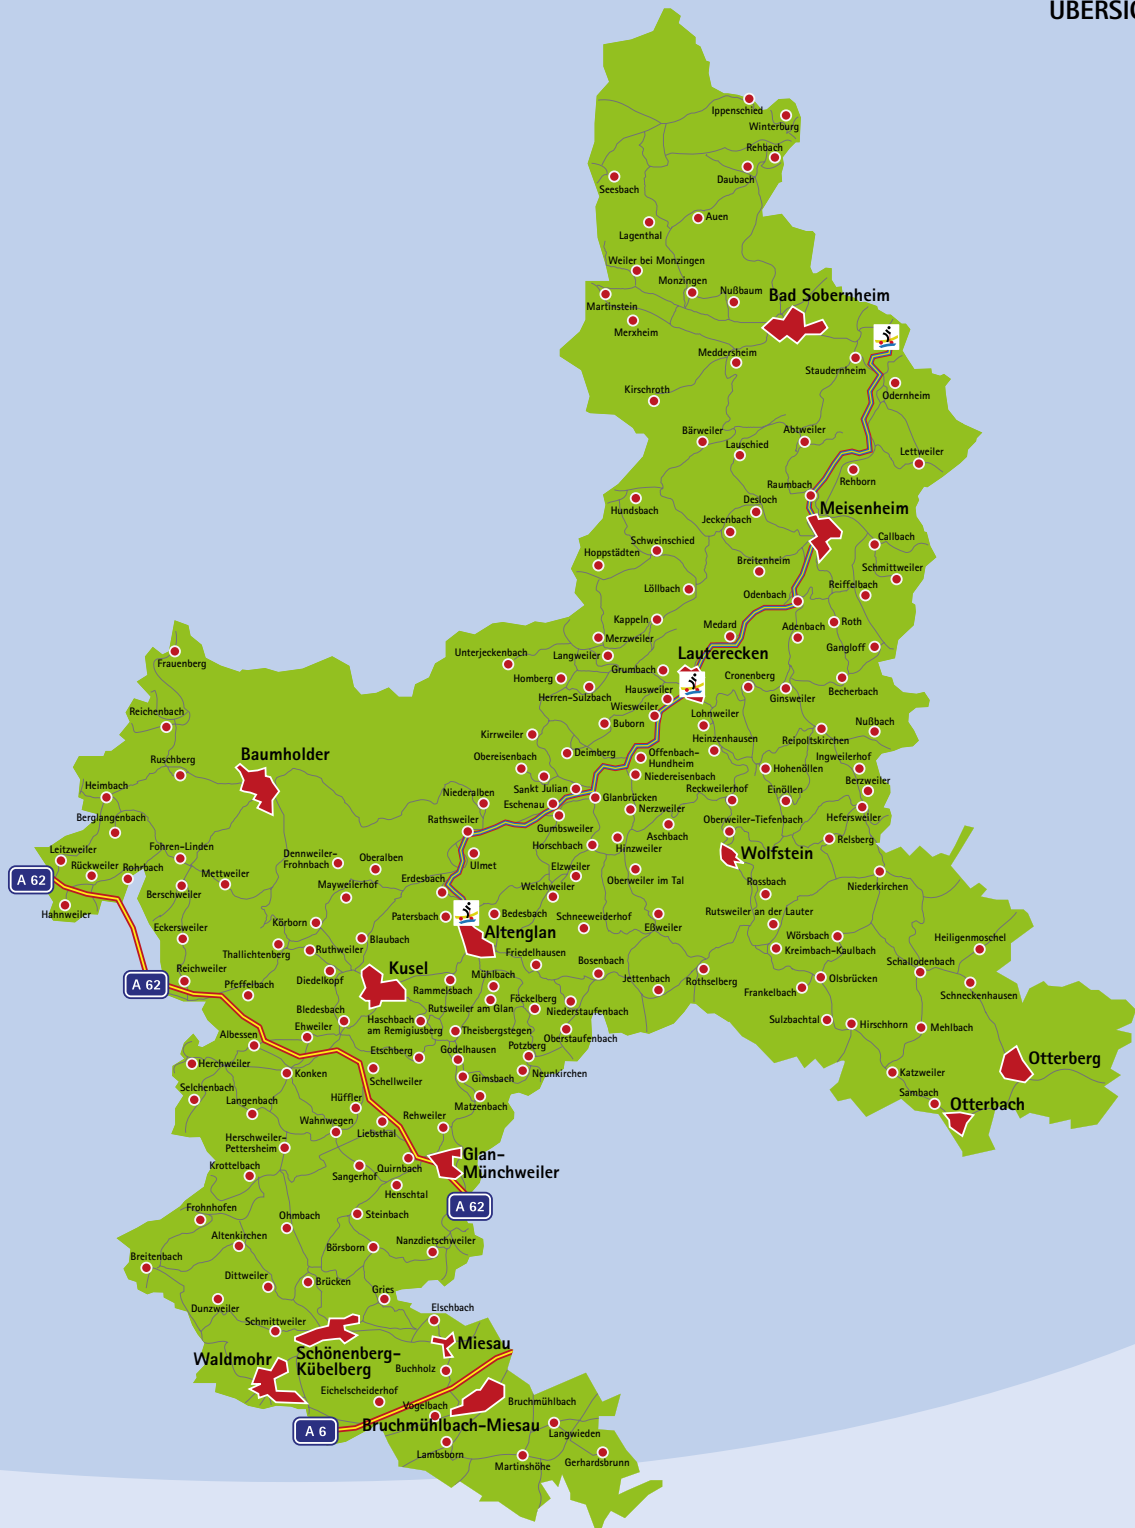 ÜBERSIC
Ippenschied
Winterburg
Rehbach
Daubach
Seesbach
Auen
Lagenthal
Weiler bei Monzingen
Monzingen
Nußbaum
Bad Sobernheim
Martinstein
Merxheim
Meddersheim
Staudernheim
Odernheim
Kirschroth
Bärweiler
Abtweiler
Lauschied
Lettweiler
Rehborn
Raumbach
Desloch
Hundsbach
Meisenheim
Jeckenbach
Callbach
Schweinschied
Hoppstädten
Breitenheim
Schmittweiler
Reiffelbach
Löllbach
Odenbach
Kappeln
Medard
Adenbach
Roth
Merzweiler
Gangloff
Unterjeckenbach
Langweiler
Lauterecken
Frauenberg
Grumbach
Homberg
Cronenberg
Becherbach
Herren-Sulzbach
Hausweiler
Ginsweiler
Wiesweiler
Reichenbach
Buborn
Lohnweiler
Nußbach
Kirrweiler
Heinzenhausen
Reipoltskirchen
Baumholder
Deimberg
Offenbach-
Hundheim
Ingweilerhof
Ruschberg
Obereisenbach
Hohenöllen
Niedereisenbach
Berzweiler
Heimbach
Sankt Julian
Reckweilerhof
Einöllen
Niederalben
Eschenau
Glanbrücken
Nerzweiler
Hefersweiler
Berglangenbach
Rathsweiler
Gumbsweiler
Aschbach
Oberweiler-Tiefenbach
Relsberg
Leitzweiler
Fohren-Linden
Dennweiler-
Frohnbach
Oberalben
Ulmet
Horschbach
Hinzweiler
Wolfstein
Rückweiler
Rohrbach
Mettweiler
Elzweiler
Oberweiler im Tal
A 62
Berschweiler
Mayweilerhof
Erdesbach
Welchweiler
Rossbach
Niederkirchen
Hahnweiler
Patersbach
Bedesbach
Schneeweiderhof
Eßweiler
Rutsweiler an der Lauter
Körborn
Eckersweiler
Blaubach
Altenglan
Wörsbach
Heiligenmoschel
Thallichtenberg
Ruthweiler
Friedelhausen
Kreimbach-Kaulbach
Schallodenbach
Reichweiler
Kusel
Bosenbach
Diedelkopf
Mühlbach
Jettenbach
Rothselberg
Olsbrücken
A 62
Pfeffelbach
Rammelsbach
Frankelbach
Schneckenhausen
Föckelberg
Rutsweiler am Glan
Niederstaufenbach
Bledesbach
Haschbach
am Remigiusberg
Sulzbachtal
Hirschhorn
Mehlbach
Ehweiler
Theisbergstegen
Oberstaufenbach
Albessen
Etschberg
Godelhausen
Potzberg
Otterberg
Herchweiler
Konken
Schellweiler
Gimsbach
Neunkirchen
Katzweiler
Selchenbach
Hüffler
Matzenbach
Sambach
Otterbach
Langenbach
Wahnwegen
Rehweiler
Liebsthal
Herschweiler-
Pettersheim
Glan-
Münchweiler
Krottelbach
Sangerhof
Quirnbach
Henschtal
A 62
Frohnhofen
Ohmbach
Steinbach
Altenkirchen
Nanzdietschweiler
Börsborn
Breitenbach
Dittweiler
Brücken
Gries
Dunzweiler
Elschbach
Schmittweiler
Miesau
Waldmohr
Schönenberg-
Kübelberg
Buchholz
Eichelscheiderhof
Bruchmühlbach
Vogelbach
Bruchmühlbach-Miesau
A 6
Langwieden
Lambsborn
Martinshöhe
Gerhardsbrunn